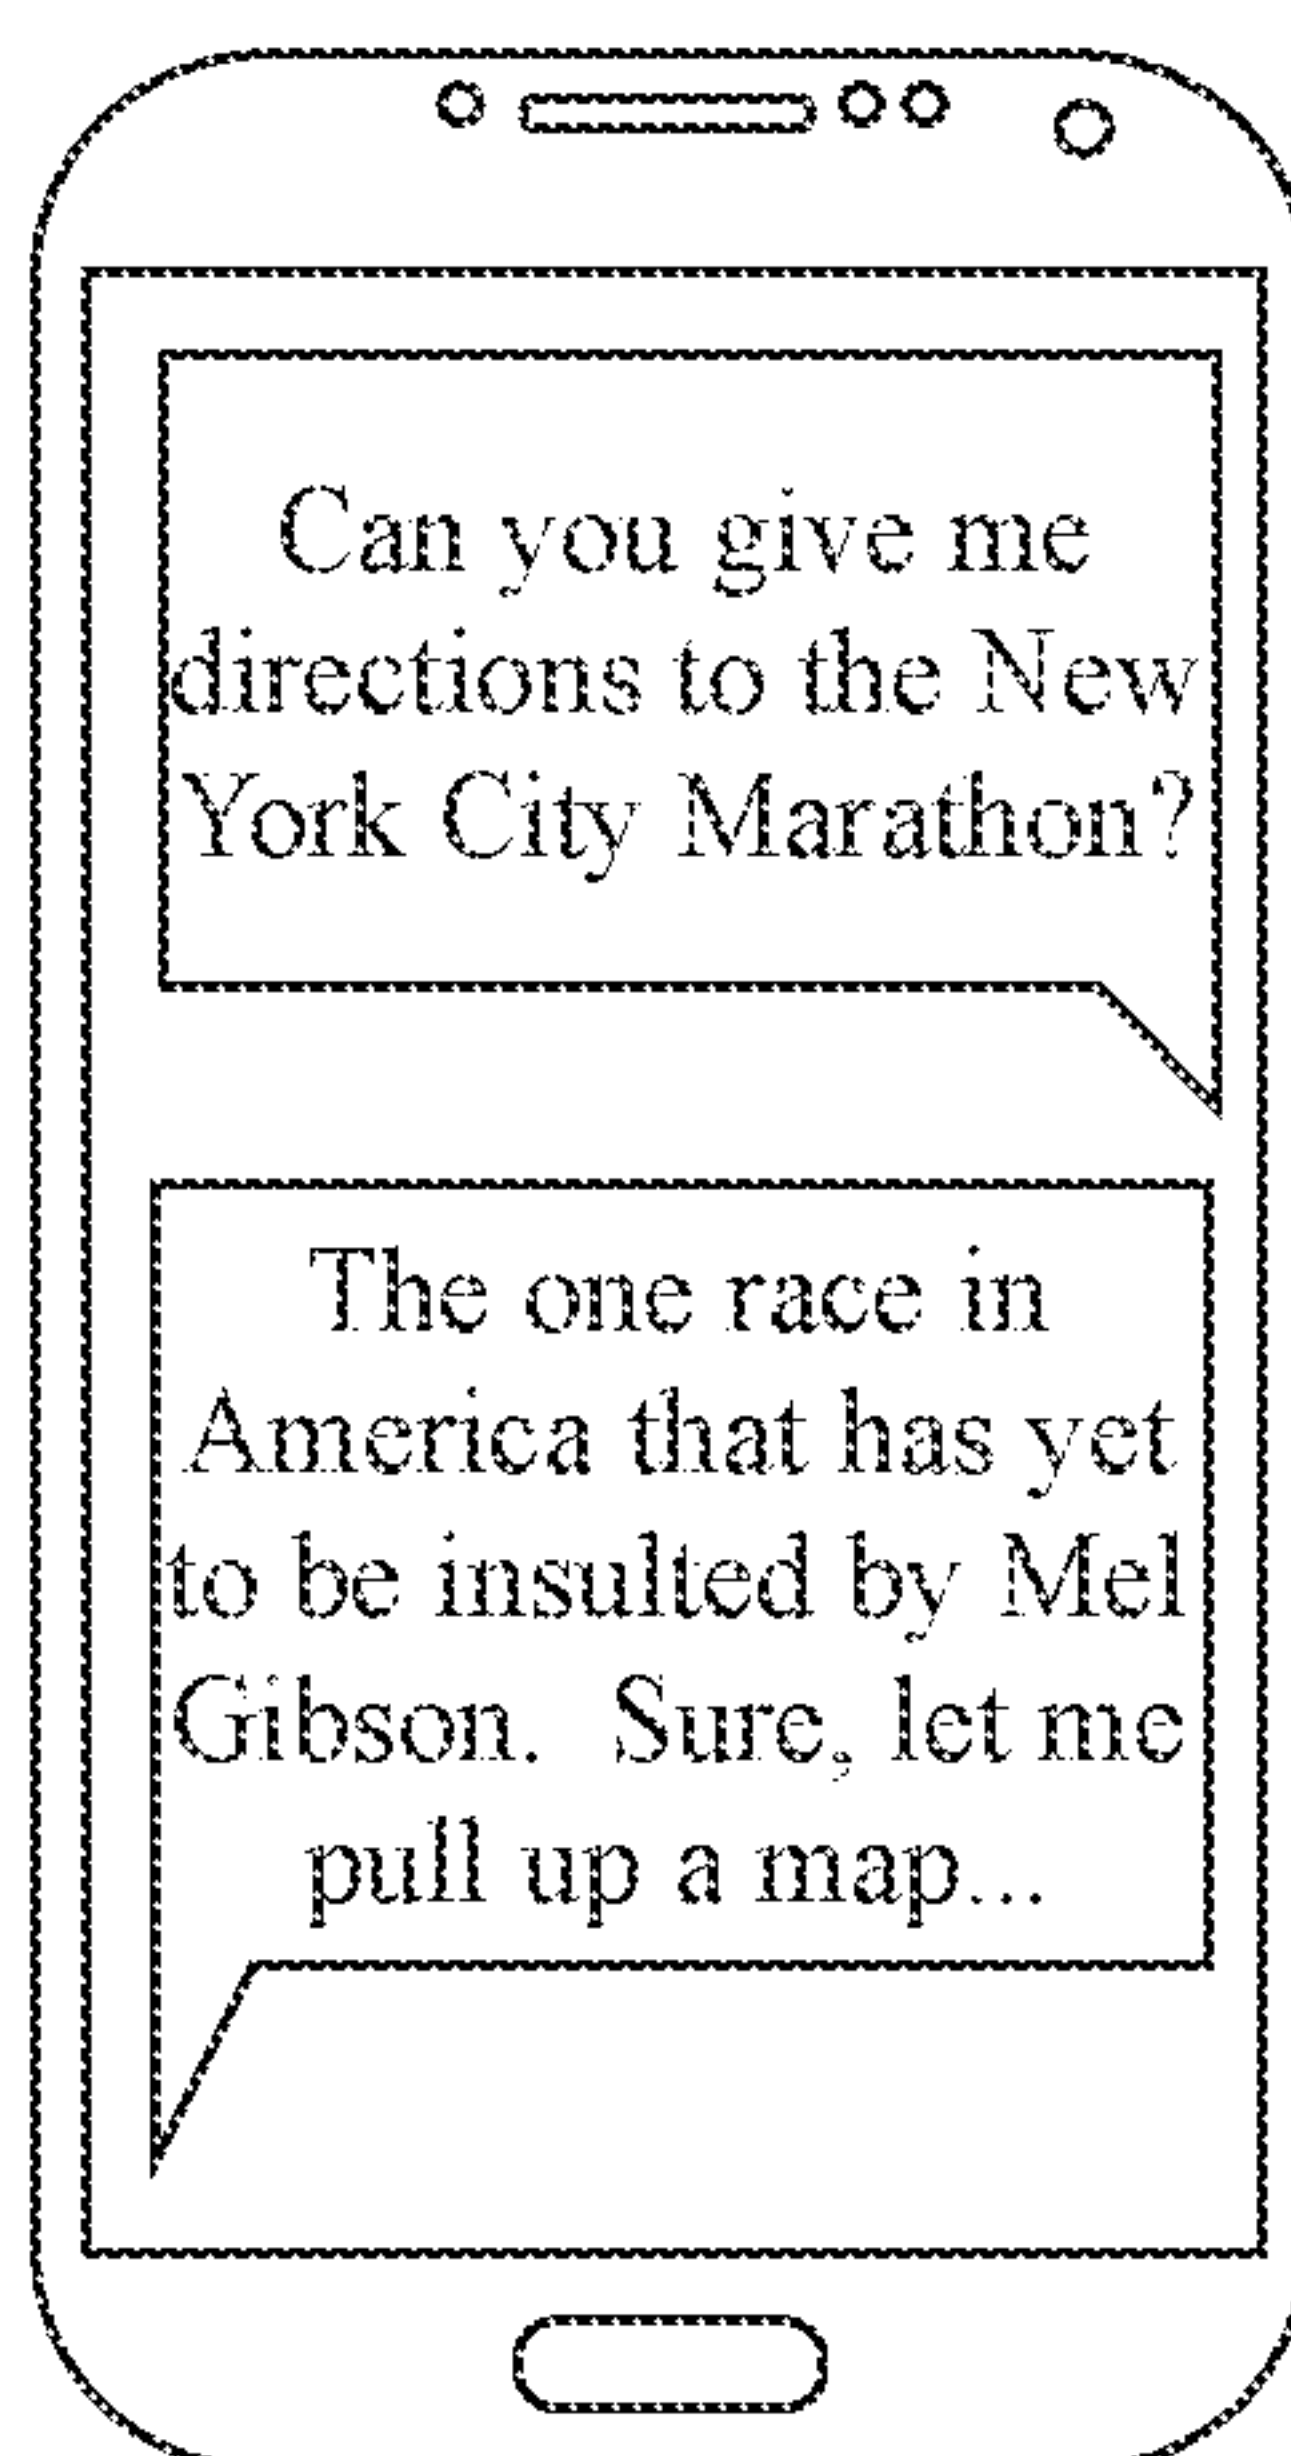 Can you give me
directions to the New
York City Marathon?
The one race in
America that has yet
to be insulted by Mel
Gibson.  Sure, let me
pull up a map...